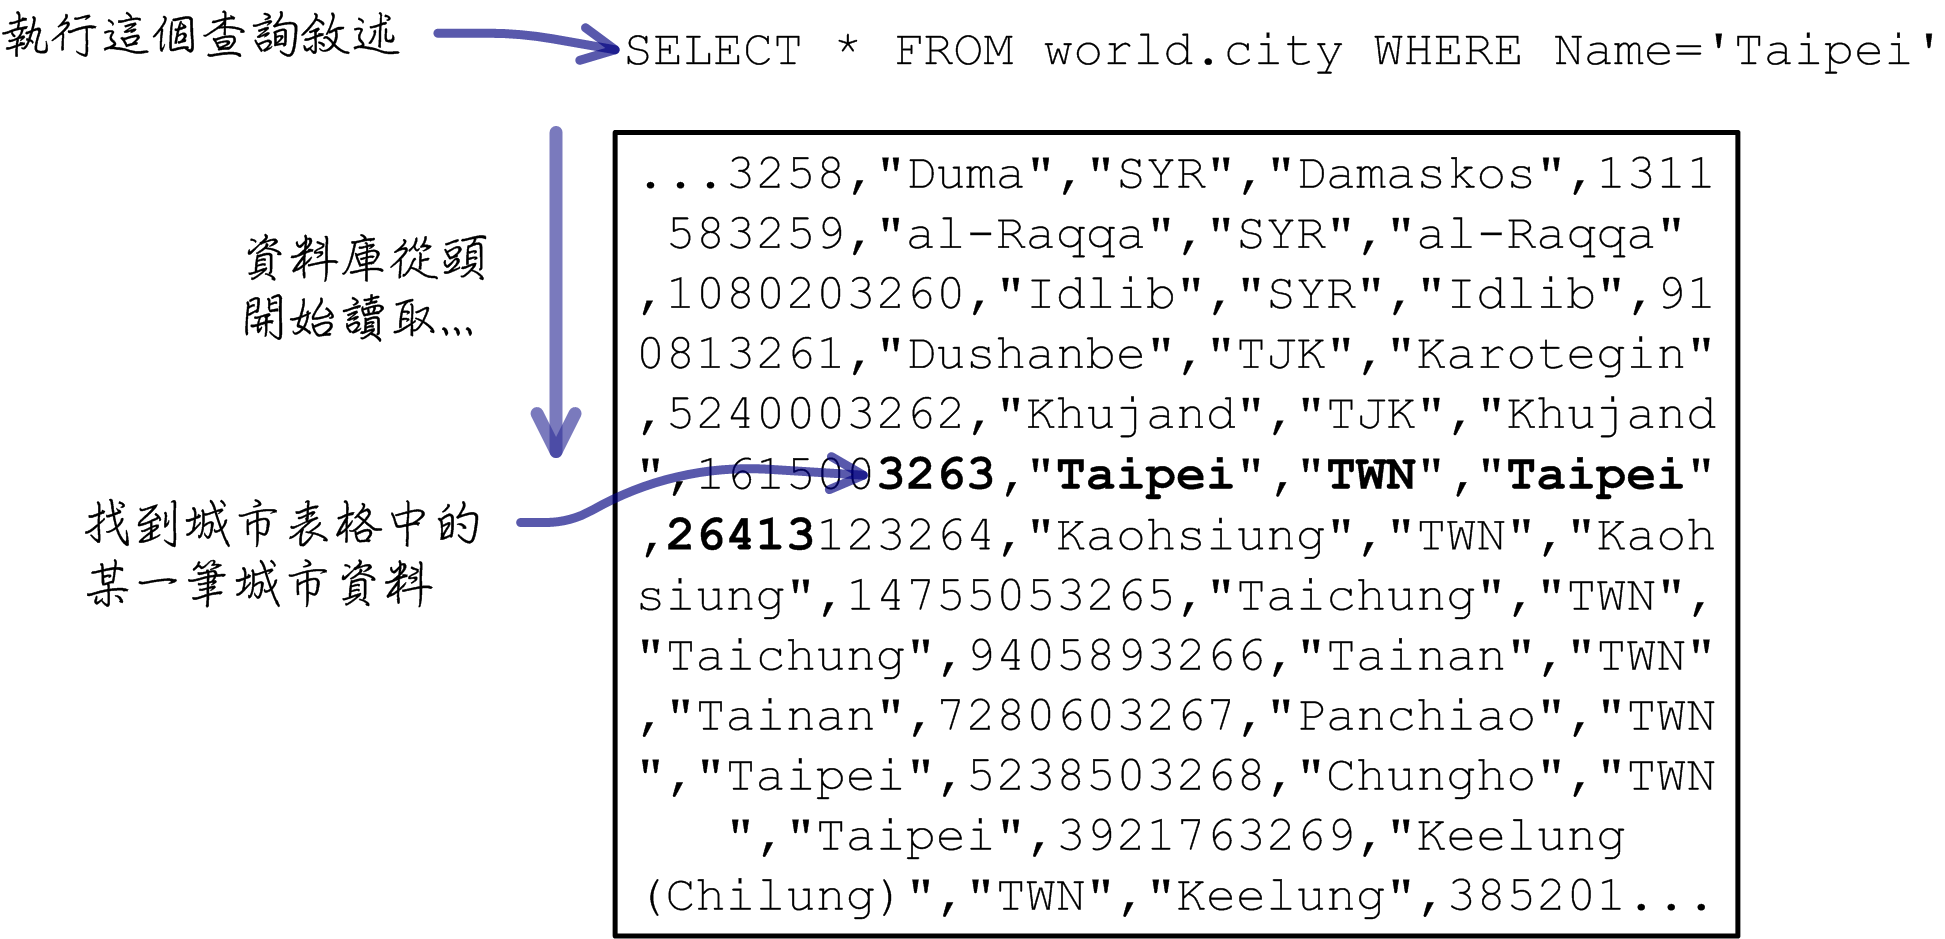 執行這個查詢敘述
SELECT * FROM world.city WHERE Name='Taipei'
資料庫從頭
開始讀取...
找到城市表格中的
某一筆城市資料
...3258,"Duma","SYR","Damaskos",1311
583259,"al-Raqqa","SYR","al-Raqqa"
,1080203260,"Idlib","SYR","Idlib",91
0813261,"Dushanbe","TJK","Karotegin"
,5240003262,"Khujand","TJK","Khujand
",1615003263,"Taipei","TWN","Taipei"
,26413123264,"Kaohsiung","TWN","Kaoh
siung",14755053265,"Taichung","TWN",
"Taichung",9405893266,"Tainan","TWN"
,"Tainan",7280603267,"Panchiao","TWN
","Taipei",5238503268,"Chungho","TWN
","Taipei",3921763269,"Keelung
(Chilung)","TWN","Keelung",385201...